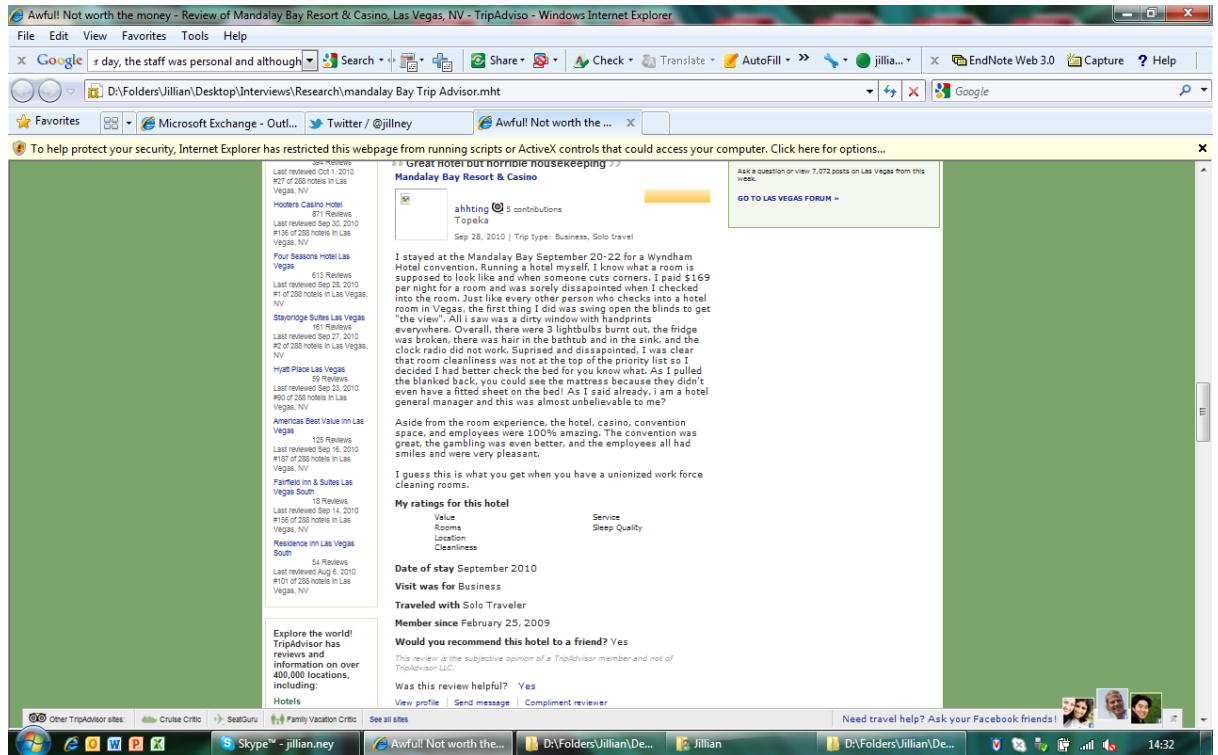 Awful! Not worth the money - Review of Mandalay Bay Resort & Casino, Las Vegas, NV - TripAdviso - Windows Internet Explorer
File Edit View Favorites Tools Help
x Google r day, the staff was personal and although Search Share Check Translate AutoFill » jillia... x EndNote Web 3.0 Capture ? Help
D:\Folders\Jillian\Desktop\Interviews\Research\mandalay Bay Trip Advisor.mht Google
Favorites Microsoft Exchange - Outl... Twitter / @jillney Awful! Not worth the ... X
To help protect your security, Internet Explorer has restricted this webpage from running scripts or ActiveX controls that could access your computer. Click here for options... x
394 Reviews
Last reviewed Oct 1, 2010
#27 of 288 hotels in Las
Vegas, NV
Hooters Casino Hotel
871 Reviews
Last reviewed Sep 30, 2010
#136 of 288 hotels in Las
Vegas, NV
Four Seasons Hotel Las
Vegas
613 Reviews
Last reviewed Sep 28, 2010
#1 of 288 hotels in Las Vegas,
NV
Staybridge Suites Las Vegas
161 Reviews
Last reviewed Sep 27, 2010
#2 of 288 hotels in Las Vegas,
NV
Hyatt Place Las Vegas
59 Reviews
Last reviewed Sep 23, 2010
#90 of 288 hotels in Las
Vegas, NV
Americas Best Value Inn Las
Vegas
125 Reviews
Last reviewed Sep 16, 2010
#187 of 288 hotels in Las
Vegas, NV
Fairfield Inn & Suites Las
Vegas South
18 Reviews
Last reviewed Sep 14, 2010
#156 of 288 hotels in Las
Vegas, NV
Residence Inn Las Vegas
South
54 Reviews
Last reviewed Aug 6, 2010
#101 of 288 hotels in Las
Vegas, NV
Explore the world!
TripAdvisor has
reviews and
information on over
400,000 locations,
including:
Hotels
Great Hotel but horrible housekeeping
Mandalay Bay Resort & Casino
ahhting 5 contributions
Topeka
Sep 28, 2010 | Trip type: Business, Solo travel
I stayed at the Mandalay Bay September 20-22 for a Wyndham
Hotel convention. Running a hotel myself, I know what a room is
supposed to look like and when someone cuts corners. I paid $169
per night for a room and was sorely dissapointed when I checked
into the room. Just like every other person who checks into a hotel
room in Vegas, the first thing I did was swing open the blinds to get
"the view". All i saw was a dirty window with handprints
everywhere. Overall, there were 3 lightbulbs burnt out, the fridge
was broken, there was hair in the bathtub and in the sink, and the
clock radio did not work. Suprised and dissapointed, I was clear
that room cleanliness was not at the top of the priority list so I
decided I had better check the bed for you know what. As I pulled
the blanked back, you could see the mattress because they didn't
even have a fitted sheet on the bed! As I said already, i am a hotel
general manager and this was almost unbelievable to me?
Aside from the room experience, the hotel, casino, convention
space, and employees were 100% amazing. The convention was
great, the gambling was even better, and the employees all had
smiles and were very pleasant.
I guess this is what you get when you have a unionized work force
cleaning rooms.
My ratings for this hotel
Value Service
Rooms Sleep Quality
Location
Cleanliness
Date of stay September 2010
Visit was for Business
Traveled with Solo Traveler
Member since February 25, 2009
Would you recommend this hotel to a friend? Yes
This review is the subjective opinion of a TripAdvisor member and not of
TripAdvisor LLC.
Was this review helpful? Yes
View profile | Send message | Compliment reviewer
Ask a question or view 7,072 posts on Las Vegas from this
week.
GO TO LAS VEGAS FORUM »
Other TripAdvisor sites: Cruise Critic SeatGuru Family Vacation Critic See all sites
Need travel help? Ask your Facebook friends!
Skype™ - jillian.ney Awful! Not worth the... D:\Folders\Jillian\De... Jillian D:\Folders\Jillian\De... 14:32